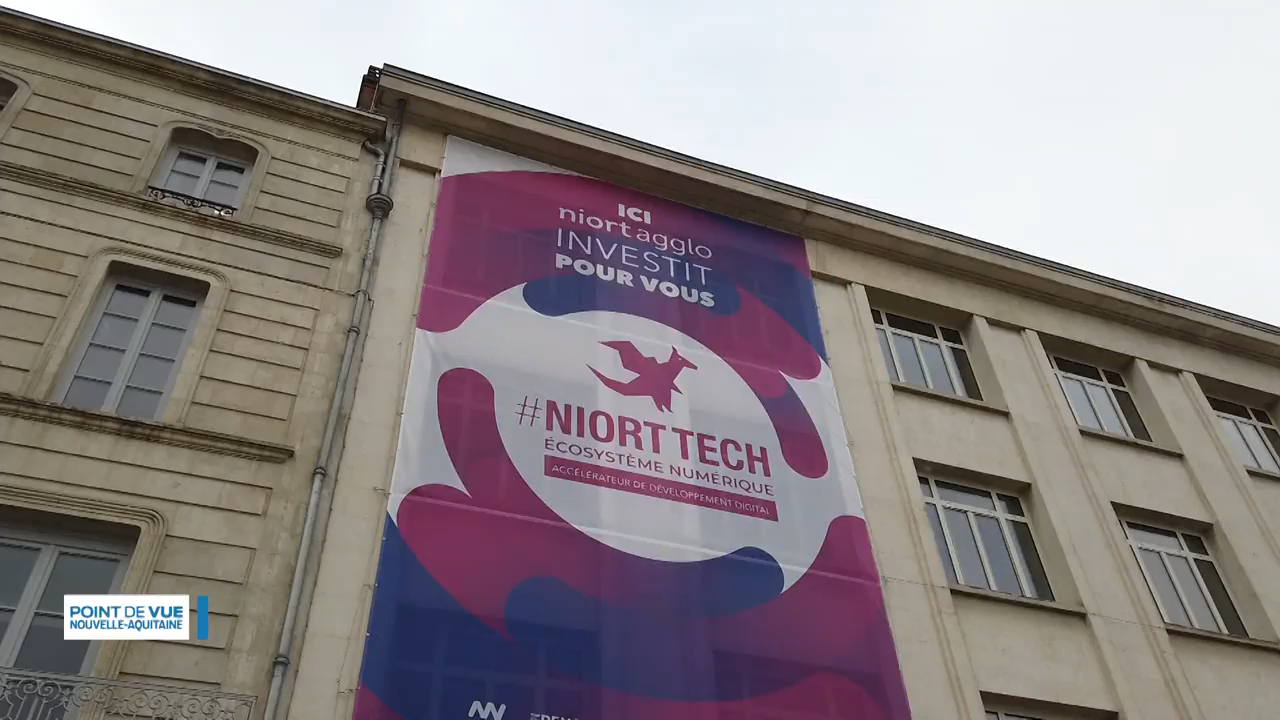 ICI
niort agglo
INVESTIT
POUR VOUS
#NIORT TECH
ÉCOSYSTÈME NUMÉRIQUE
ACCÉLÉRATEUR DE DÉVELOPPEMENT DIGITAL
POINT DE VUE
NOUVELLE-AQUITAINE